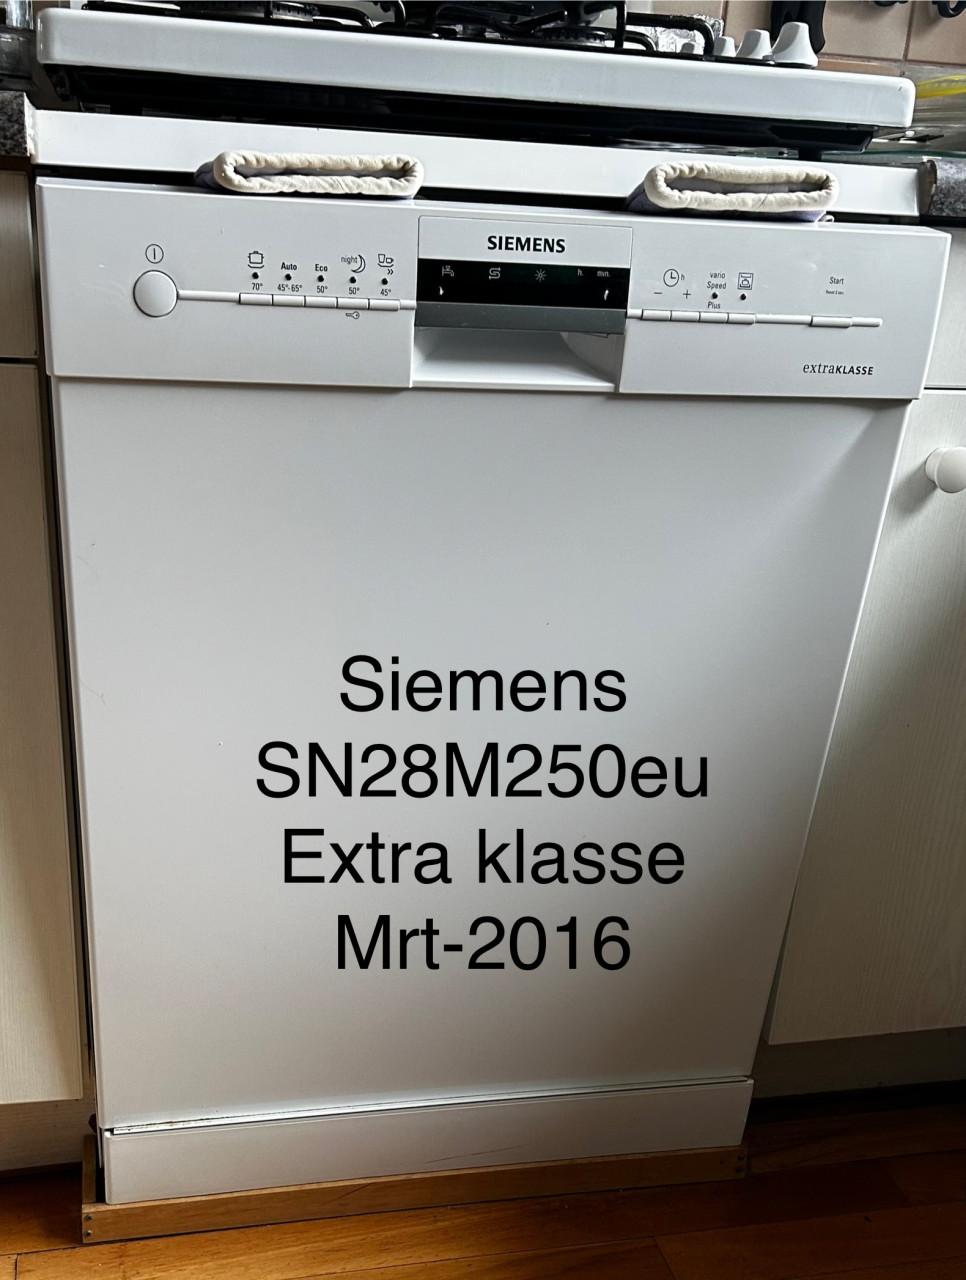 SIEMENS
night
Auto
Eco
70°
45°-65°
50°
50°
45°
h.
min.
h
vario
Speed
Plus
- +
Start
extraKLASSE
Siemens
SN28M250eu
Extra klasse
Mrt-2016